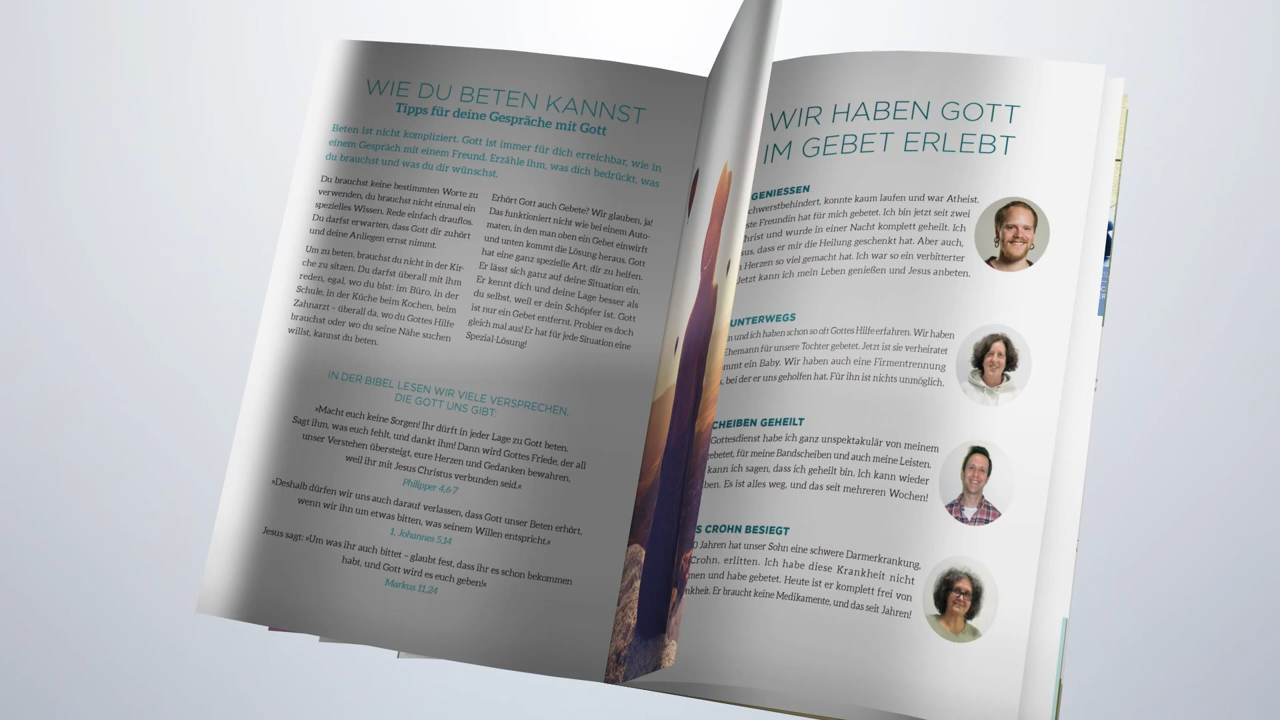 WIE DU BETEN KANNST
Tipps für deine Gespräche mit Gott
Beten ist nicht kompliziert. Gott ist immer für dich erreichbar, wie in
einem Gespräch mit einem Freund. Erzähle ihm, was dich bedrückt, was
du brauchst und was du dir wünschst.
Du brauchst keine bestimmten Worte zu
verwenden, du brauchst nicht einmal ein
spezielles Wissen. Rede einfach drauflos.
Du darfst erwarten, dass Gott dir zuhört
und deine Anliegen ernst nimmt.
Um zu beten, brauchst du nicht in der Kir-
che zu sitzen. Du darfst überall mit ihm
reden, egal, wo du bist: im Büro, in der
Schule, in der Küche beim Kochen, beim
Zahnarzt – überall da, wo du Gottes Hilfe
brauchst oder wo du seine Nähe suchen
willst, kannst du beten.
Erhört Gott auch Gebete? Wir glauben, ja!
Das funktioniert nicht wie bei einem Auto-
maten, in den man oben ein Gebet einwirft
und unten kommt die Lösung heraus. Gott
hat eine ganz spezielle Art, dir zu helfen.
Er lässt sich ganz auf deine Situation ein.
Er kennt dich und deine Lage besser als
du selbst, weil er dein Schöpfer ist. Gott
ist nur ein Gebet entfernt. Probier es doch
gleich mal aus! Er hat für jede Situation eine
Spezial-Lösung!
IN DER BIBEL LESEN WIR VIELE VERSPRECHEN,
DIE GOTT UNS GIBT:
»Macht euch keine Sorgen! Ihr dürft in jeder Lage zu Gott beten.
Sagt ihm, was euch fehlt, und dankt ihm! Dann wird Gottes Friede, der all
unser Verstehen übersteigt, eure Herzen und Gedanken bewahren,
weil ihr mit Jesus Christus verbunden seid.«
Philipper 4,6-7
»Deshalb dürfen wir uns auch darauf verlassen, dass Gott unser Beten erhört,
wenn wir ihn um etwas bitten, was seinem Willen entspricht.«
1. Johannes 5,14
Jesus sagt: »Um was ihr auch bittet – glaubt fest, dass ihr es schon bekommen
habt, und Gott wird es euch geben!«
Markus 11,24
WIR HABEN GOTT
IM GEBET ERLEBT
GENIESSEN
chwerstbehindert, konnte kaum laufen und war Atheist.
ste Freundin hat für mich gebetet. Ich bin jetzt seit zwei
hrist und wurde in einer Nacht komplett geheilt. Ich
sus, dass er mir die Heilung geschenkt hat. Aber auch,
Herzen so viel gemacht hat. Ich war so ein verbitterter
Jetzt kann ich mein Leben genießen und Jesus anbeten.
UNTERWEGS
n und ich haben schon so oft Gottes Hilfe erfahren. Wir haben
Ehemann für unsere Tochter gebetet. Jetzt ist sie verheiratet
mmt ein Baby. Wir haben auch eine Firmentrennung
s, bei der er uns geholfen hat. Für ihn ist nichts unmöglich.
CHEIBEN GEHEILT
Gottesdienst habe ich ganz unspektakulär von meinem
gebetet, für meine Bandscheiben und auch meine Leisten.
kann ich sagen, dass ich geheilt bin. Ich kann wieder
ben. Es ist alles weg, und das seit mehreren Wochen!
S CROHN BESIEGT
0 Jahren hat unser Sohn eine schwere Darmerkrankung,
Crohn, erlitten. Ich habe diese Krankheit nicht
men und habe gebetet. Heute ist er komplett frei von
nkheit. Er braucht keine Medikamente, und das seit Jahren!